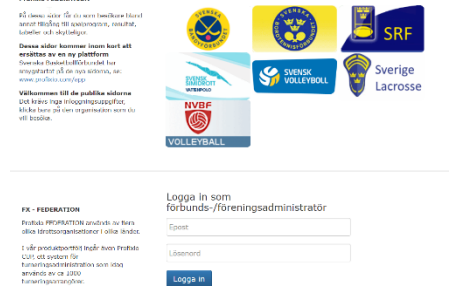 På dessa sidor får du som besökare bland
annat tillgång till spelprogram, resultat,
tabeller och skytteligor.
Dessa sidor kommer inom kort att
ersättas av en ny plattform
Svenska Basketbollförbundet har
smygstartat på de nya sidorna, se:
www.profixio.com/app
Välkommen till de publika sidorna
Det krävs inga inloggningsuppgifter,
klicka bara på den organisation som du
vill besöka.
SVENSKA
SRF
SVENSK
SIMIDROTT
VATTENPOLO
SVENSK
VOLLEYBOLL
Sverige
Lacrosse
NVBF
VOLLEYBALL
FX - FEDERATION
Profixio FEDERATION används av flera
olika idrottsorganisationer i olika länder.
I vår produktportfölj ingår även Profixio
CUP, ett system för
turneringsadministration som idag
används av ca 1000
turneringsarrangörer.
Logga in som
förbunds-/föreningsadministratör
Epost
Lösenord
Logga in